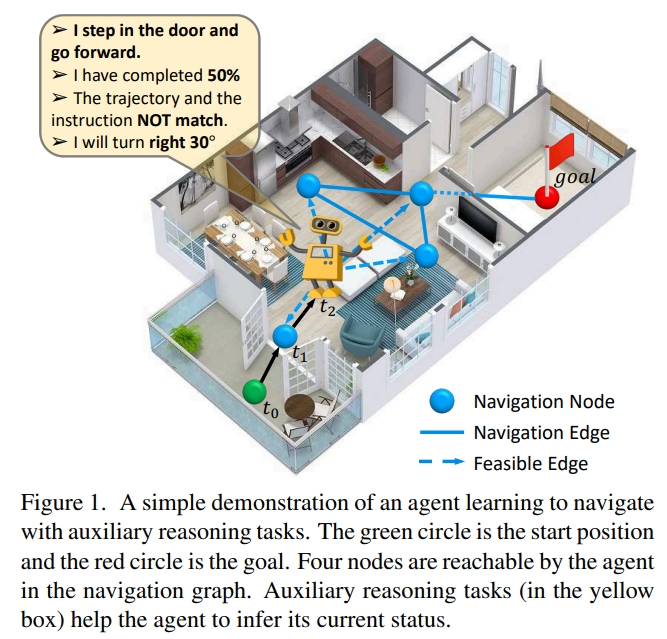 ➢ I step in the door and
go forward.
➢ I have completed 50%
➢ The trajectory and the
instruction NOT match.
➢ I will turn right 30°
goal
t₂
t₁
t₀
Navigation Node
Navigation Edge
Feasible Edge
Figure 1. A simple demonstration of an agent learning to navigate
with auxiliary reasoning tasks. The green circle is the start position
and the red circle is the goal. Four nodes are reachable by the agent
in the navigation graph. Auxiliary reasoning tasks (in the yellow
box) help the agent to infer its current status.